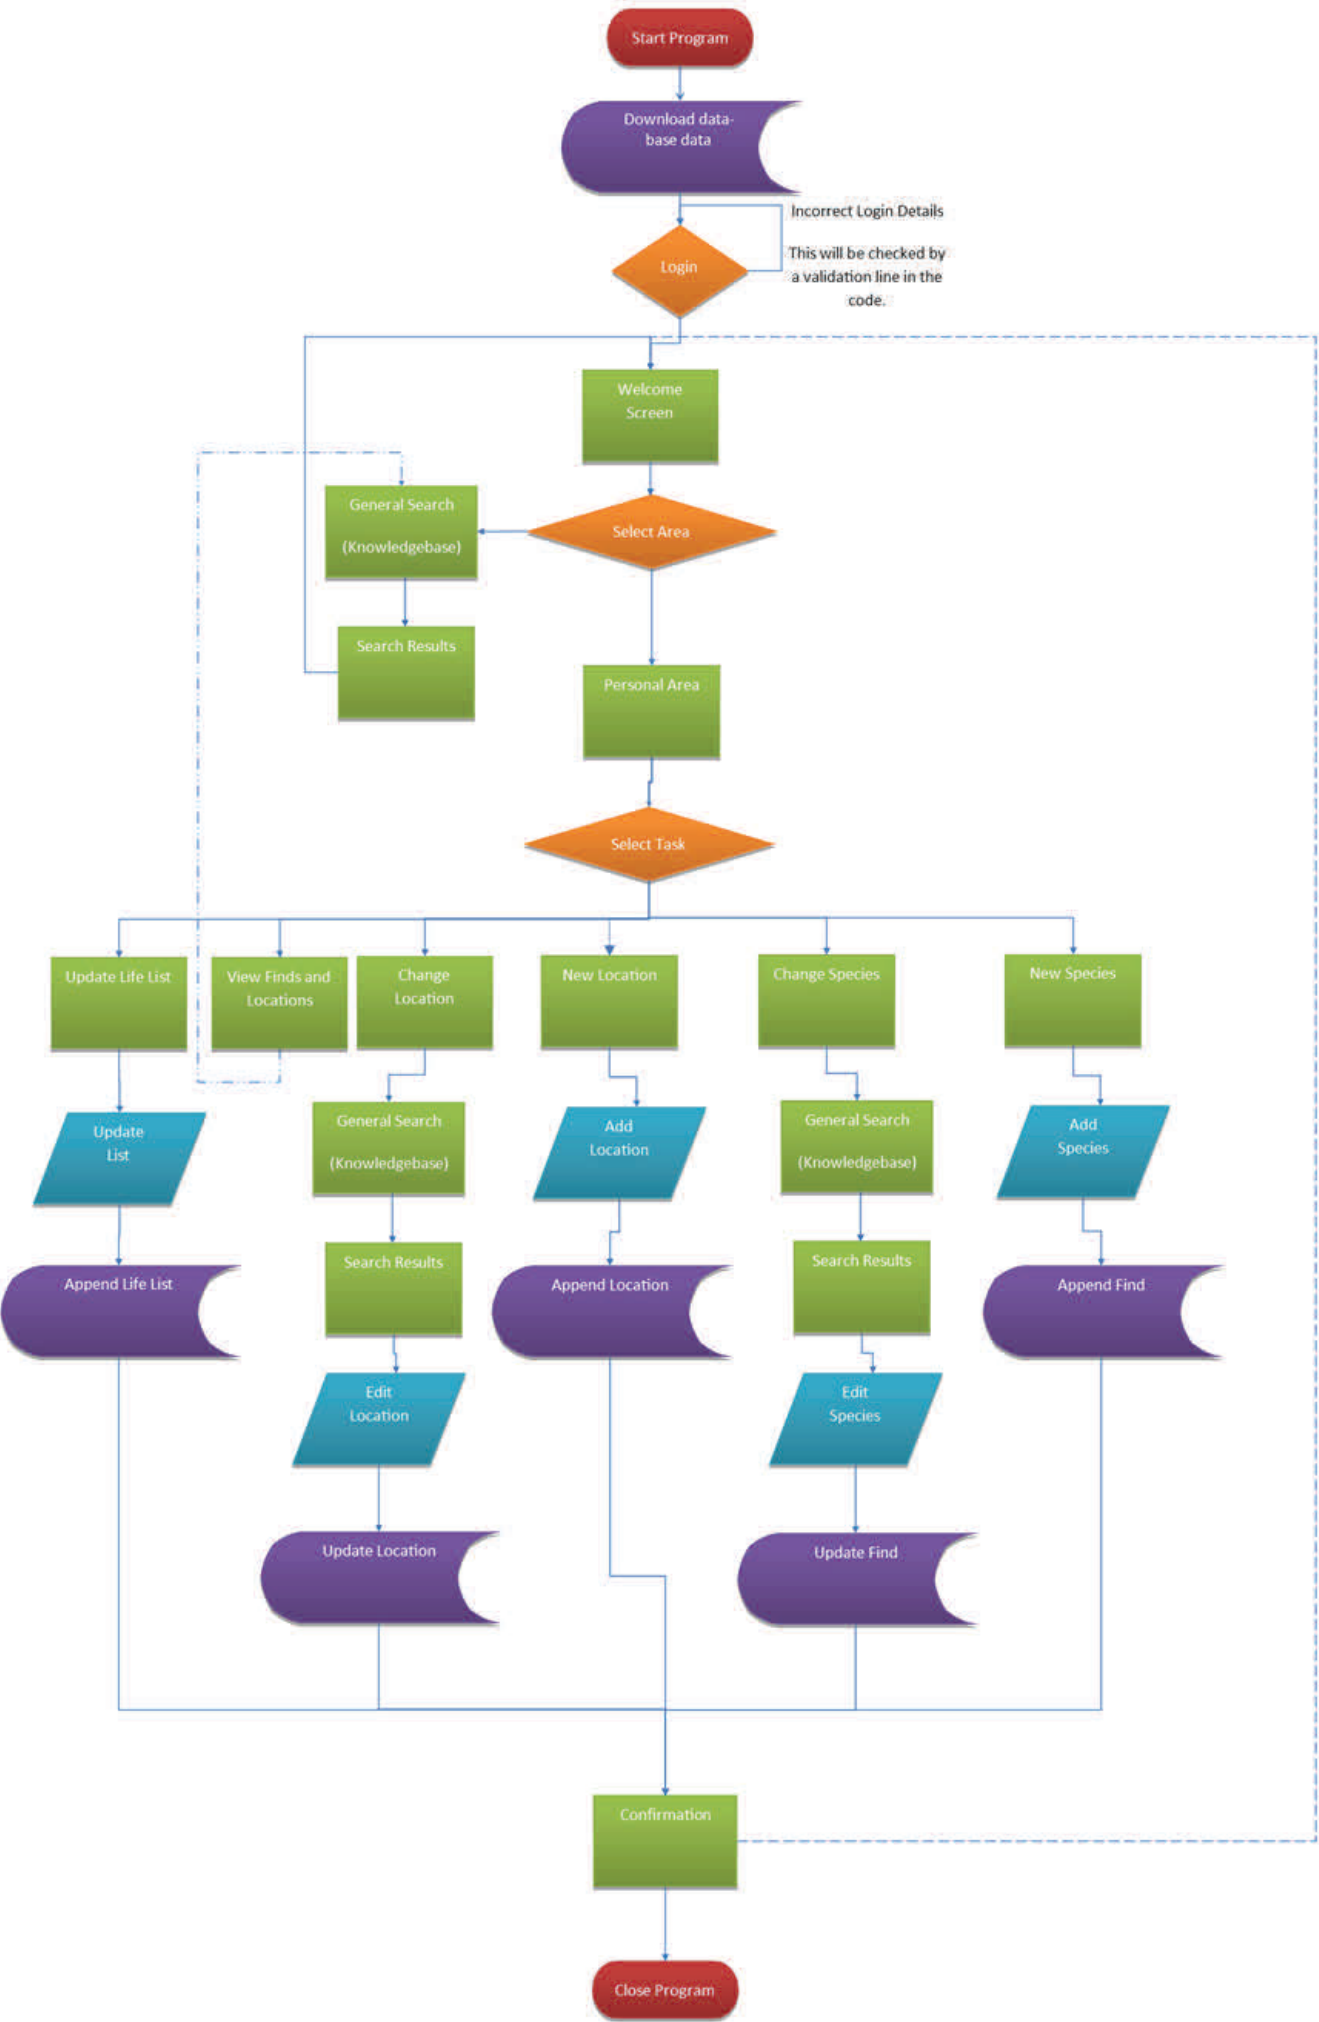 Start Program
Download data-
base data
Incorrect Login Details
This will be checked by
a validation line in the
code.
Login
Welcome
Screen
General Search
(Knowledgebase)
Select Area
Search Results
Personal Area
Select Task
Update Life List
View Finds and
Locations
Change
Location
New Location
Change Species
New Species
General Search
(Knowledgebase)
General Search
(Knowledgebase)
Update
List
Add
Location
Add
Species
Search Results
Search Results
Append Life List
Append Location
Append Find
Edit
Location
Edit
Species
Update Location
Update Find
Confirmation
Close Program